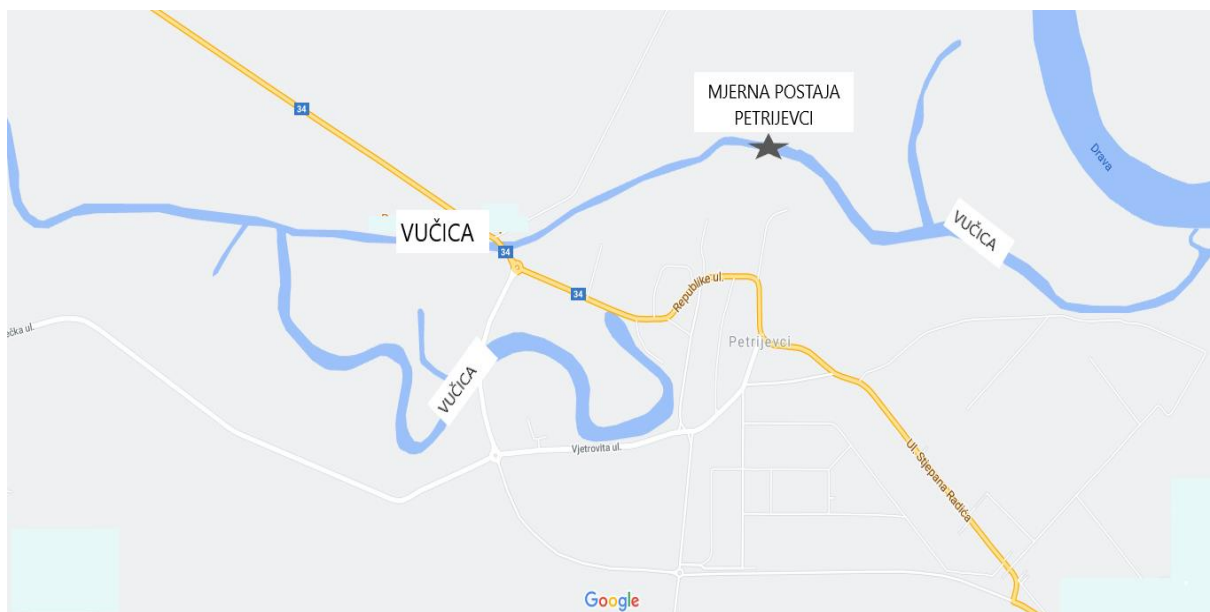 34
MJERNA POSTAJA
PETRIJEVCI
Drava
VUČICA
VUČICA
34
34
Republike ul.
ečka ul.
Petrijevci
VUČICA
Vjetrovita ul.
Ul. Stjepana Radića
Google